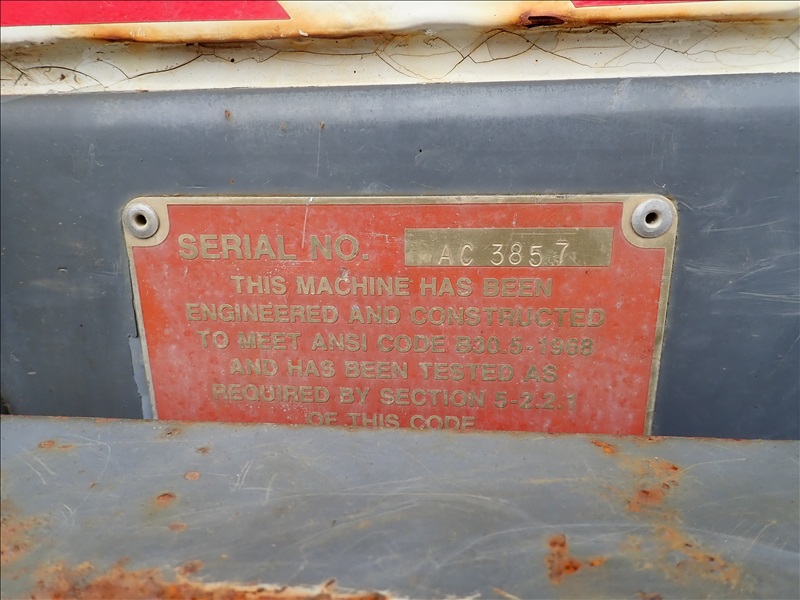 SERIAL NO. AC 3857
THIS MACHINE HAS BEEN
ENGINEERED AND CONSTRUCTED
TO MEET ANSI CODE B30.5-1968
AND HAS BEEN TESTED AS
REQUIRED BY SECTION 5-2.2.1
OF THIS CODE